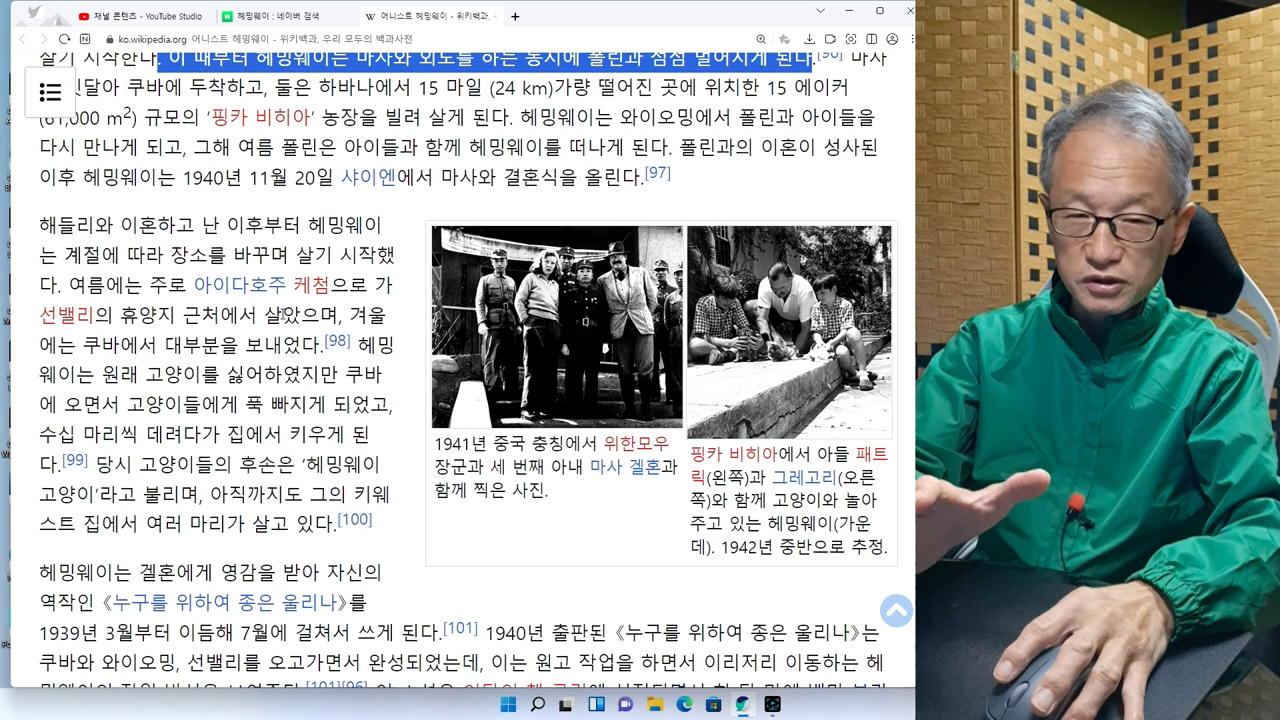 재널 콘텐츠 - YouTube Studio
헤밍웨이 : 네이버 검색
어니스트 헤밍웨이 - 위키백과,
ko.wikipedia.org 어니스트 헤밍웨이 - 위키백과, 우리 모두의 백과사전
살기 시작한다. 이 때부터 헤밍웨이는 마사와 외도를 하는 동시에 폴린과 점점 멀어지게 된다.[96] 마사
달아 쿠바에 두착하고, 둘은 하바나에서 15 마일 (24 km)가량 떨어진 곳에 위치한 15 에이커
(61,000 m2) 규모의 ‘핑카 비히아’ 농장을 빌려 살게 된다. 헤밍웨이는 와이오밍에서 폴린과 아이들을
다시 만나게 되고, 그해 여름 폴린은 아이들과 함께 헤밍웨이를 떠나게 된다. 폴린과의 이혼이 성사된
이후 헤밍웨이는 1940년 11월 20일 샤이엔에서 마사와 결혼식을 올린다.[97]
해들리와 이혼하고 난 이후부터 헤밍웨이
는 계절에 따라 장소를 바꾸며 살기 시작했
다. 여름에는 주로 아이다호주 케첨으로 가
선밸리의 휴양지 근처에서 살았으며, 겨울
에는 쿠바에서 대부분을 보내었다.[98] 헤밍
웨이는 원래 고양이를 싫어하였지만 쿠바
에 오면서 고양이들에게 푹 빠지게 되었고,
수십 마리씩 데려다가 집에서 키우게 된
다.[99] 당시 고양이들의 후손은 ‘헤밍웨이
고양이’라고 불리며, 아직까지도 그의 키웨
스트 집에서 여러 마리가 살고 있다.[100]
1941년 중국 충칭에서 위한모우
장군과 세 번째 아내 마사 겔혼과
함께 찍은 사진.
핑카 비히아에서 아들 패트
릭(왼쪽)과 그레고리(오른
쪽)와 함께 고양이와 놀아
주고 있는 헤밍웨이(가운
데). 1942년 중반으로 추정.
헤밍웨이는 겔혼에게 영감을 받아 자신의
역작인 《누구를 위하여 종은 울리나》를
1939년 3월부터 이듬해 7월에 걸쳐서 쓰게 된다.[101] 1940년 출판된 《누구를 위하여 종은 울리나》는
쿠바와 와이오밍, 선밸리를 오고가면서 완성되었는데, 이는 원고 작업을 하면서 이리저리 이동하는 헤